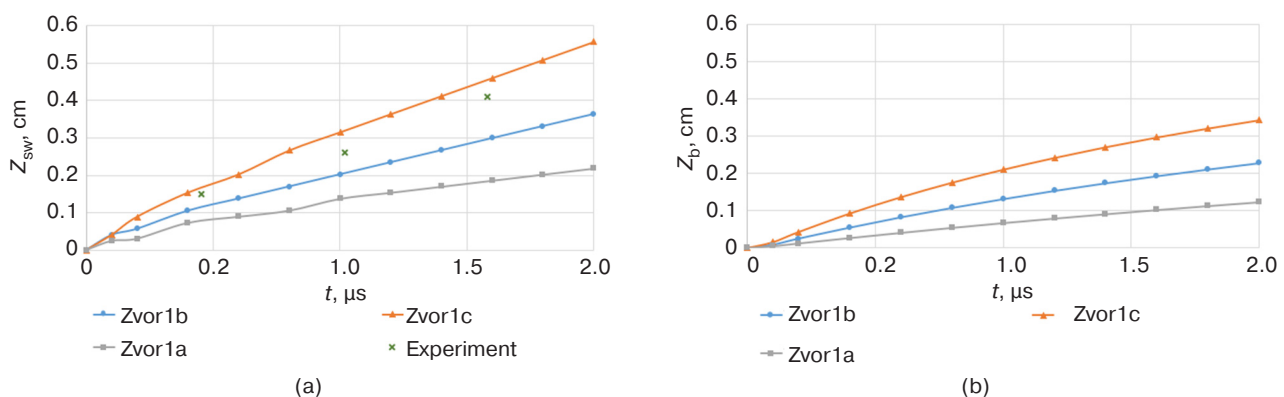 0.6
0.5
0.4
0.3
0.2
0.1
0
Zsw, cm
0 0.2 1.0 1.5 2.0
t, μs
Zvor1b Zvor1c
Zvor1a Experiment
(a)
0.6
0.5
0.4
0.3
0.2
0.1
0
Zb, cm
0 0.2 1.0 1.5 2.0
t, μs
Zvor1b Zvor1c
Zvor1a
(b)